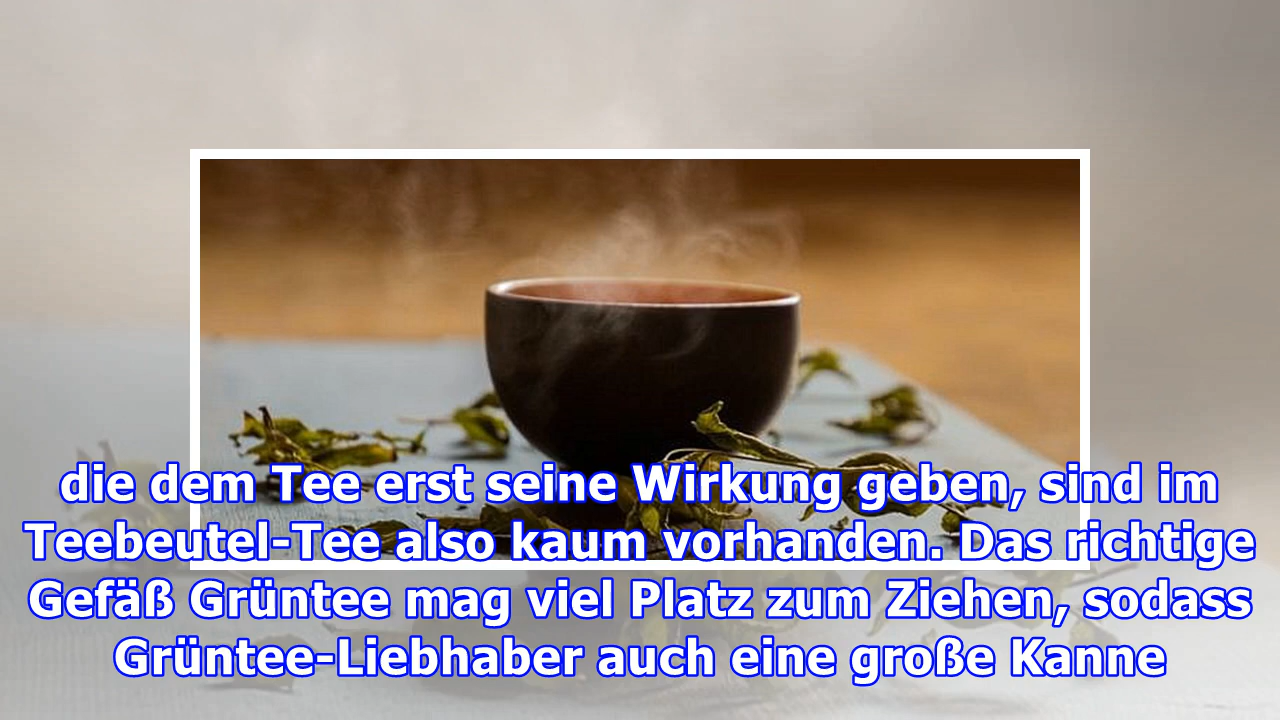 die dem Tee erst seine Wirkung geben, sind im
Teebeutel-Tee also kaum vorhanden. Das richtige
Gefäß Grüntee mag viel Platz zum Ziehen, sodass
Grüntee-Liebhaber auch eine große Kanne